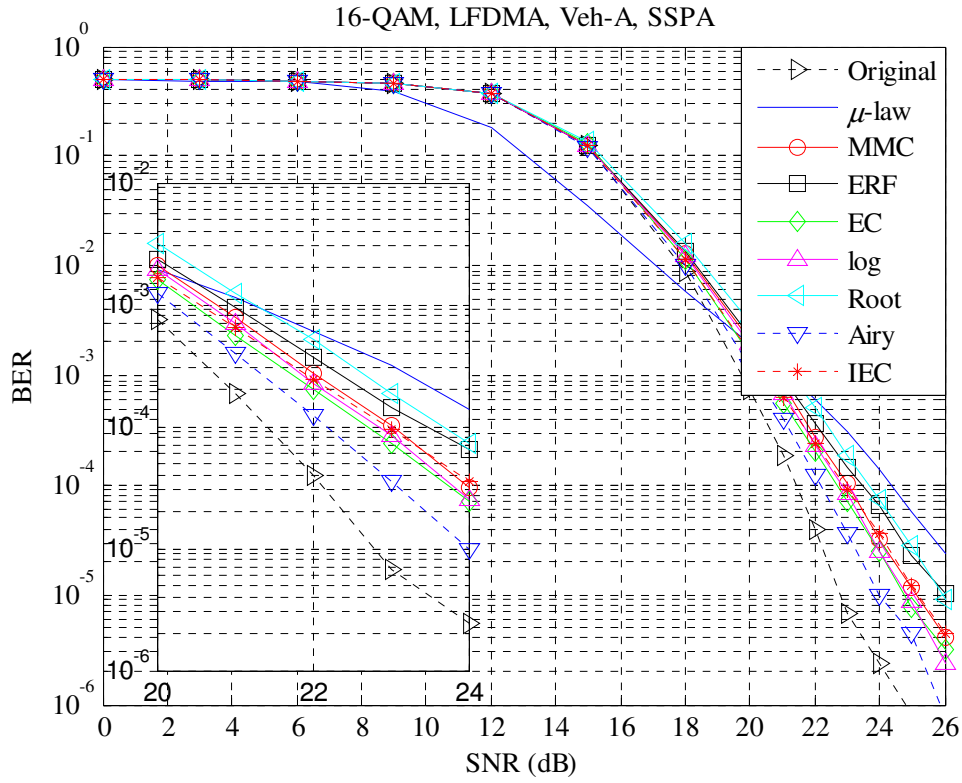 16-QAM, LFDMA, Veh-A, SSPA
BER
10^0
10^-1
10^-2
10^-3
10^-4
10^-5
10^-6
10^-2
10^-3
10^-4
10^-5
10^-6
20 22 24
Original
μ-law
MMC
ERF
EC
log
Root
Airy
IEC
0 2 4 6 8 10 12 14 16 18 20 22 24 26
SNR (dB)